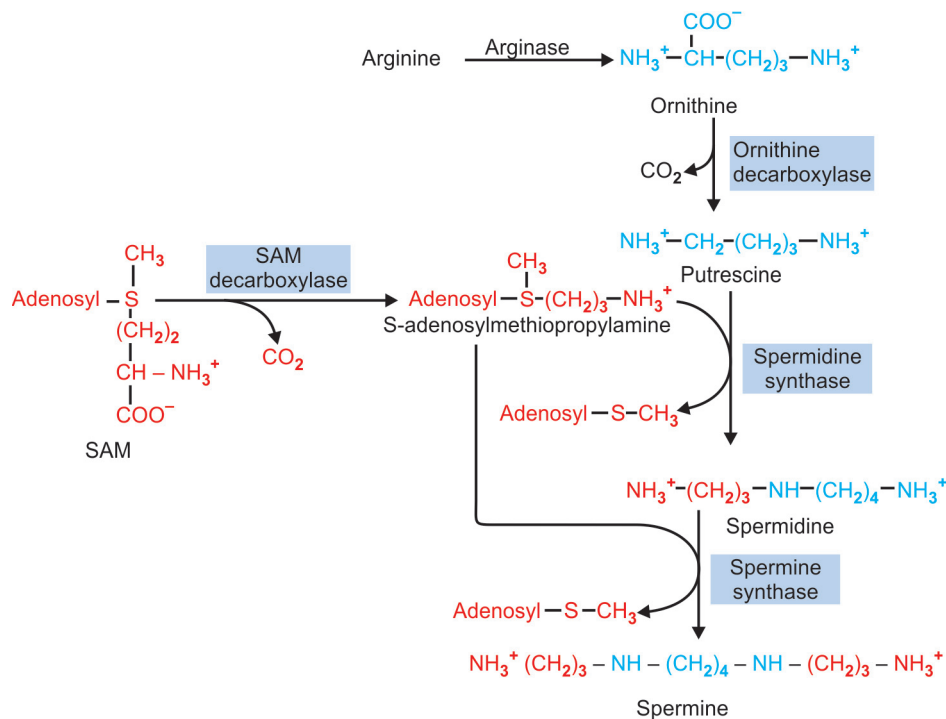 COO⁻
Arginine
Arginase
NH₃⁺–CH–(CH₂)₃–NH₃⁺
Ornithine
CO₂
Ornithine
decarboxylase
NH₃⁺–CH₂–(CH₂)₃–NH₃⁺
Putrescine
CH₃
SAM
decarboxylase
CH₃
Adenosyl –S
Adenosyl –S–(CH₂)₃–NH₃⁺
S-adenosylmethiopropylamine
(CH₂)₂
CO₂
CH – NH₃⁺
COO⁻
SAM
Spermidine
synthase
Adenosyl –S–CH₃
NH₃⁺–(CH₂)₃–NH–(CH₂)₄–NH₃⁺
Spermidine
Spermine
synthase
Adenosyl –S–CH₃
NH₃⁺ (CH₂)₃ – NH – (CH₂)₄ – NH – (CH₂)₃ – NH₃⁺
Spermine